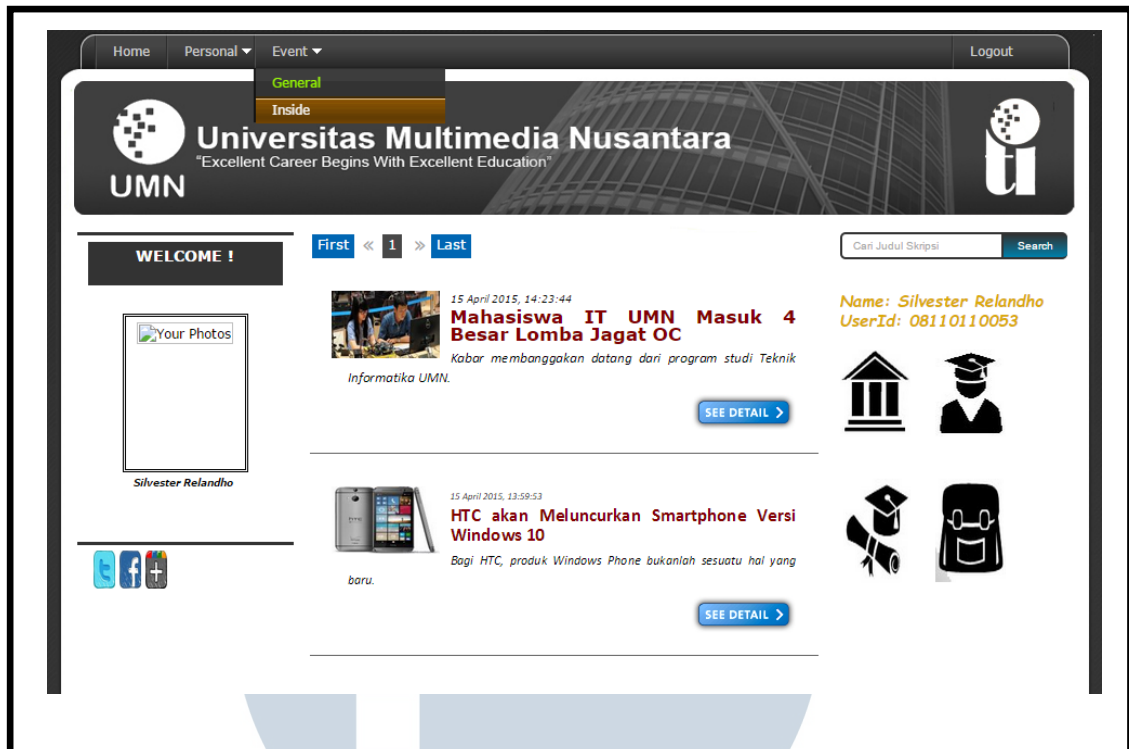 Home Personal Event Logout
General
Inside
UMN
Universitas Multimedia Nusantara
"Excellent Career Begins With Excellent Education"
ti
WELCOME !
Your Photos
Silvester Relandho
First « 1 » Last
15 April 2015, 14:23:44
Mahasiswa IT UMN Masuk 4
Besar Lomba Jagat OC
Kabar membanggakan datang dari program studi Teknik
Informatika UMN.
SEE DETAIL >
15 April 2015, 13:59:53
HTC akan Meluncurkan Smartphone Versi
Windows 10
Bagi HTC, produk Windows Phone bukanlah sesuatu hal yang
baru.
SEE DETAIL >
Cari Judul Skripsi Search
Name: Silvester Relandho
UserId: 08110110053